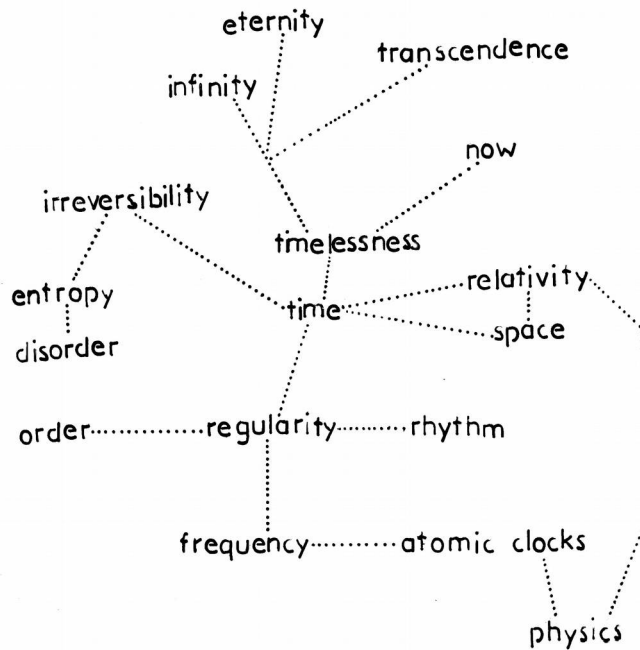 eternity
transcendence
infinity
now
irreversibility
timelessness
relativity
entropy
time
space
disorder
order regularity rhythm
frequency atomic clocks
physics